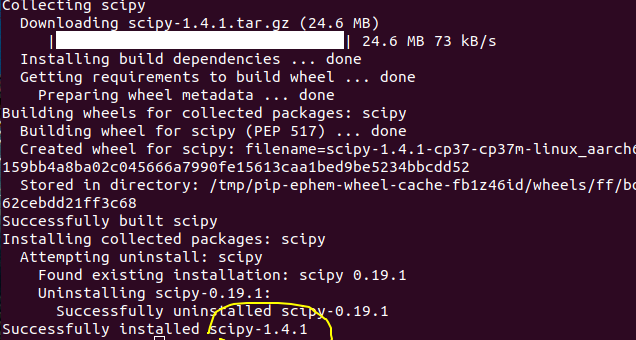 Collecting scipy
Downloading scipy-1.4.1.tar.gz (24.6 MB)
| | 24.6 MB 73 kB/s
Installing build dependencies ... done
Getting requirements to build wheel ... done
Preparing wheel metadata ... done
Building wheels for collected packages: scipy
Building wheel for scipy (PEP 517) ... done
Created wheel for scipy: filename=scipy-1.4.1-cp37-cp37m-linux_aarch6
159bb4a8ba02c045666a7990fe15613caa1bed9be5234bbcdd52
Stored in directory: /tmp/pip-ephem-wheel-cache-fb1z46id/wheels/ff/bc
62cebdd21ff3c68
Successfully built scipy
Installing collected packages: scipy
Attempting uninstall: scipy
Found existing installation: scipy 0.19.1
Uninstalling scipy-0.19.1:
Successfully uninstalled scipy-0.19.1
Successfully installed scipy-1.4.1